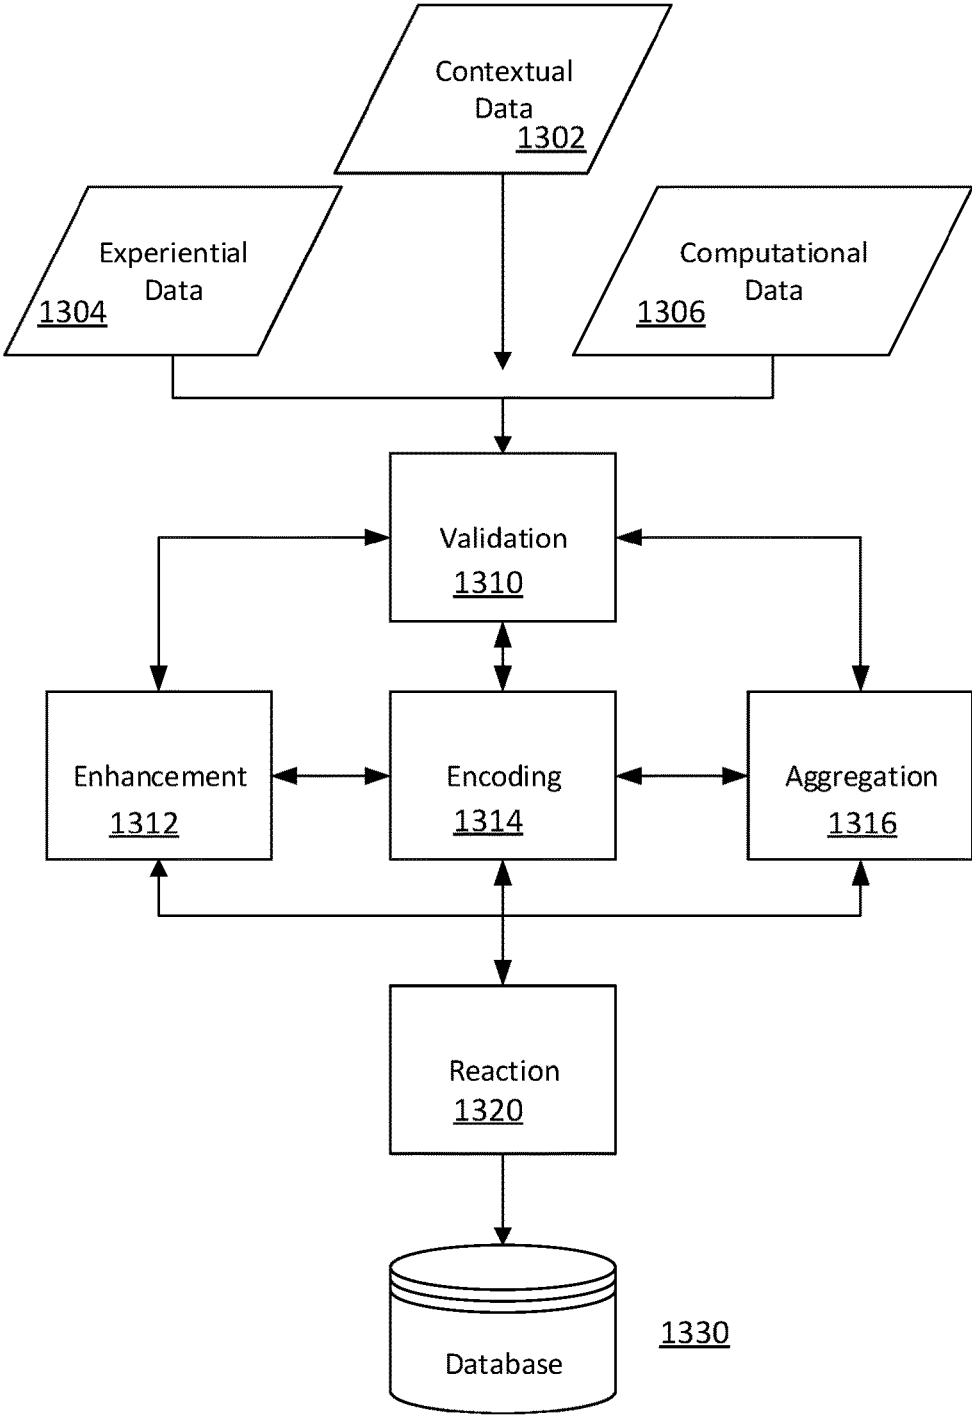 Contextual
Data
1302
Experiential
Data
1304
Computational
Data
1306
Validation
1310
Enhancement
1312
Encoding
1314
Aggregation
1316
Reaction
1320
Database
1330